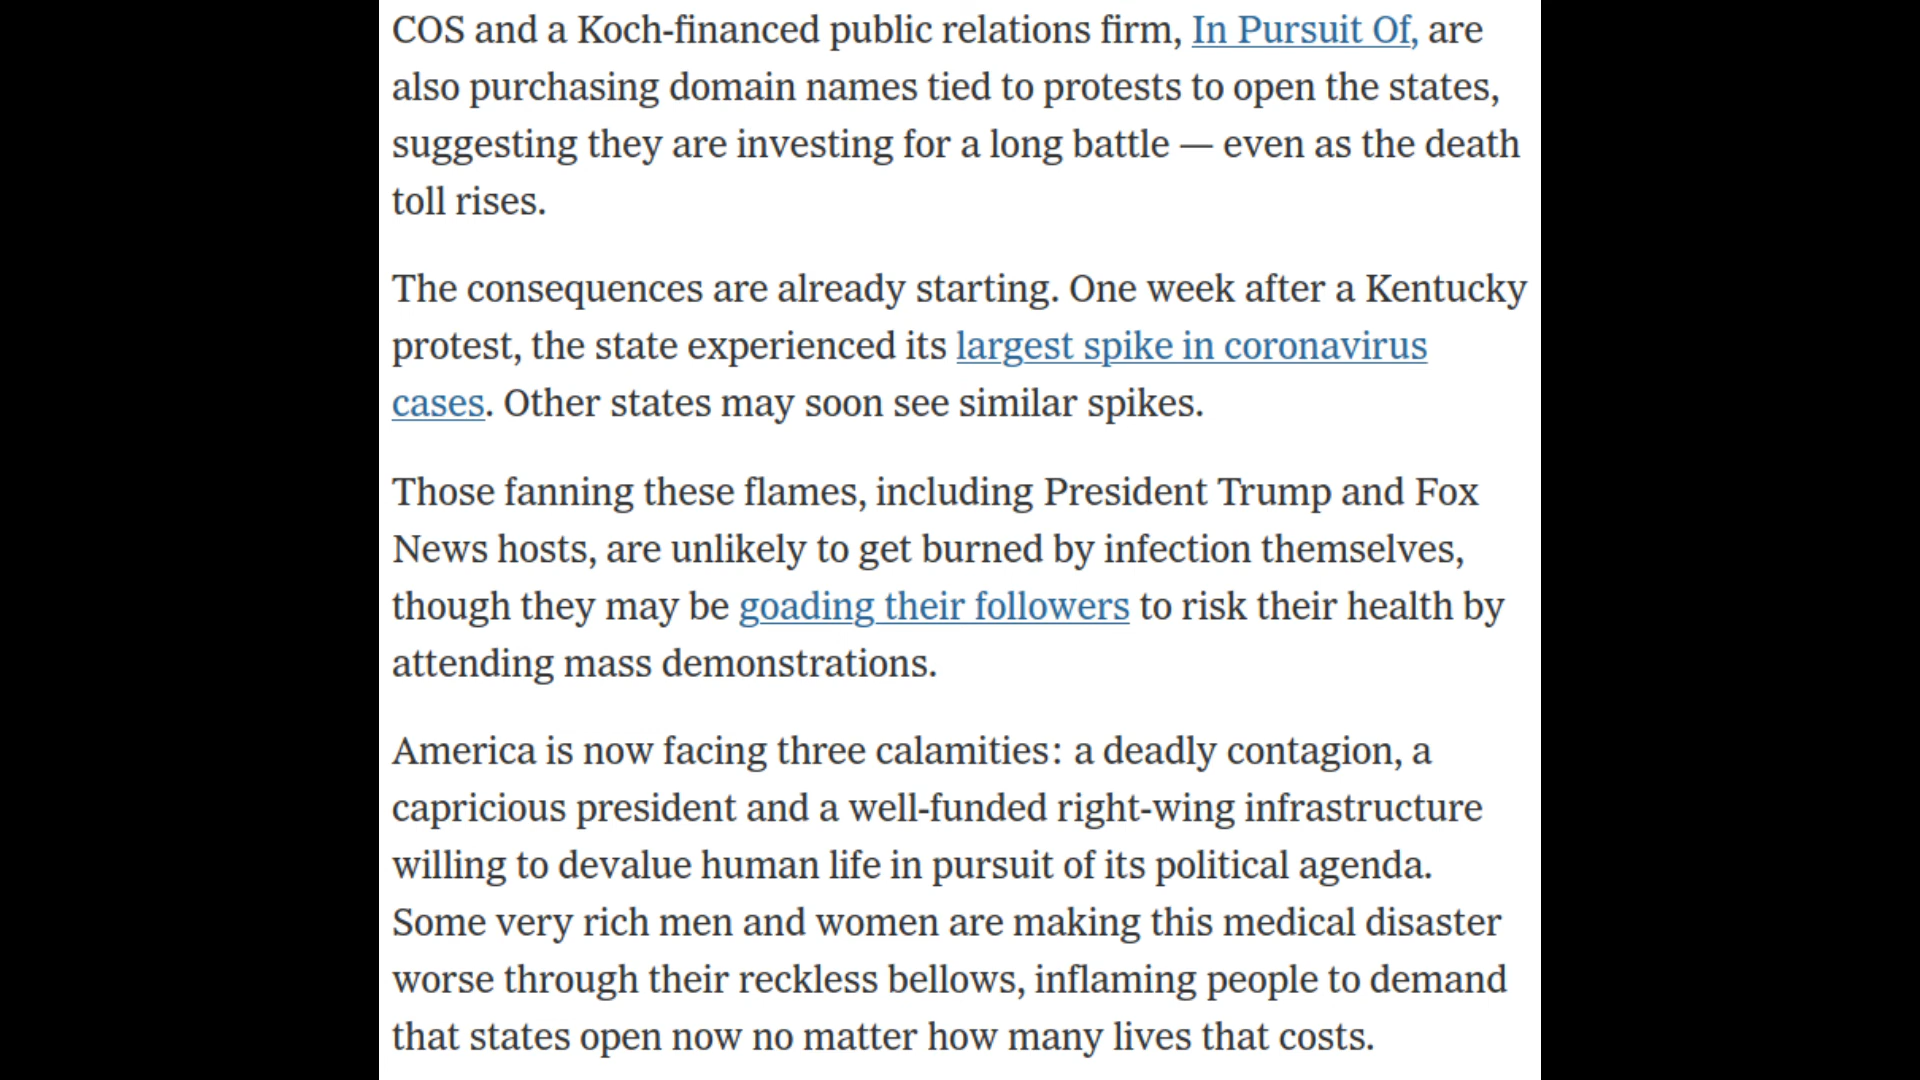 COS and a Koch-financed public relations firm, In Pursuit Of, are
also purchasing domain names tied to protests to open the states,
suggesting they are investing for a long battle — even as the death
toll rises.
The consequences are already starting. One week after a Kentucky
protest, the state experienced its largest spike in coronavirus
cases. Other states may soon see similar spikes.
Those fanning these flames, including President Trump and Fox
News hosts, are unlikely to get burned by infection themselves,
though they may be goading their followers to risk their health by
attending mass demonstrations.
America is now facing three calamities: a deadly contagion, a
capricious president and a well-funded right-wing infrastructure
willing to devalue human life in pursuit of its political agenda.
Some very rich men and women are making this medical disaster
worse through their reckless bellows, inflaming people to demand
that states open now no matter how many lives that costs.